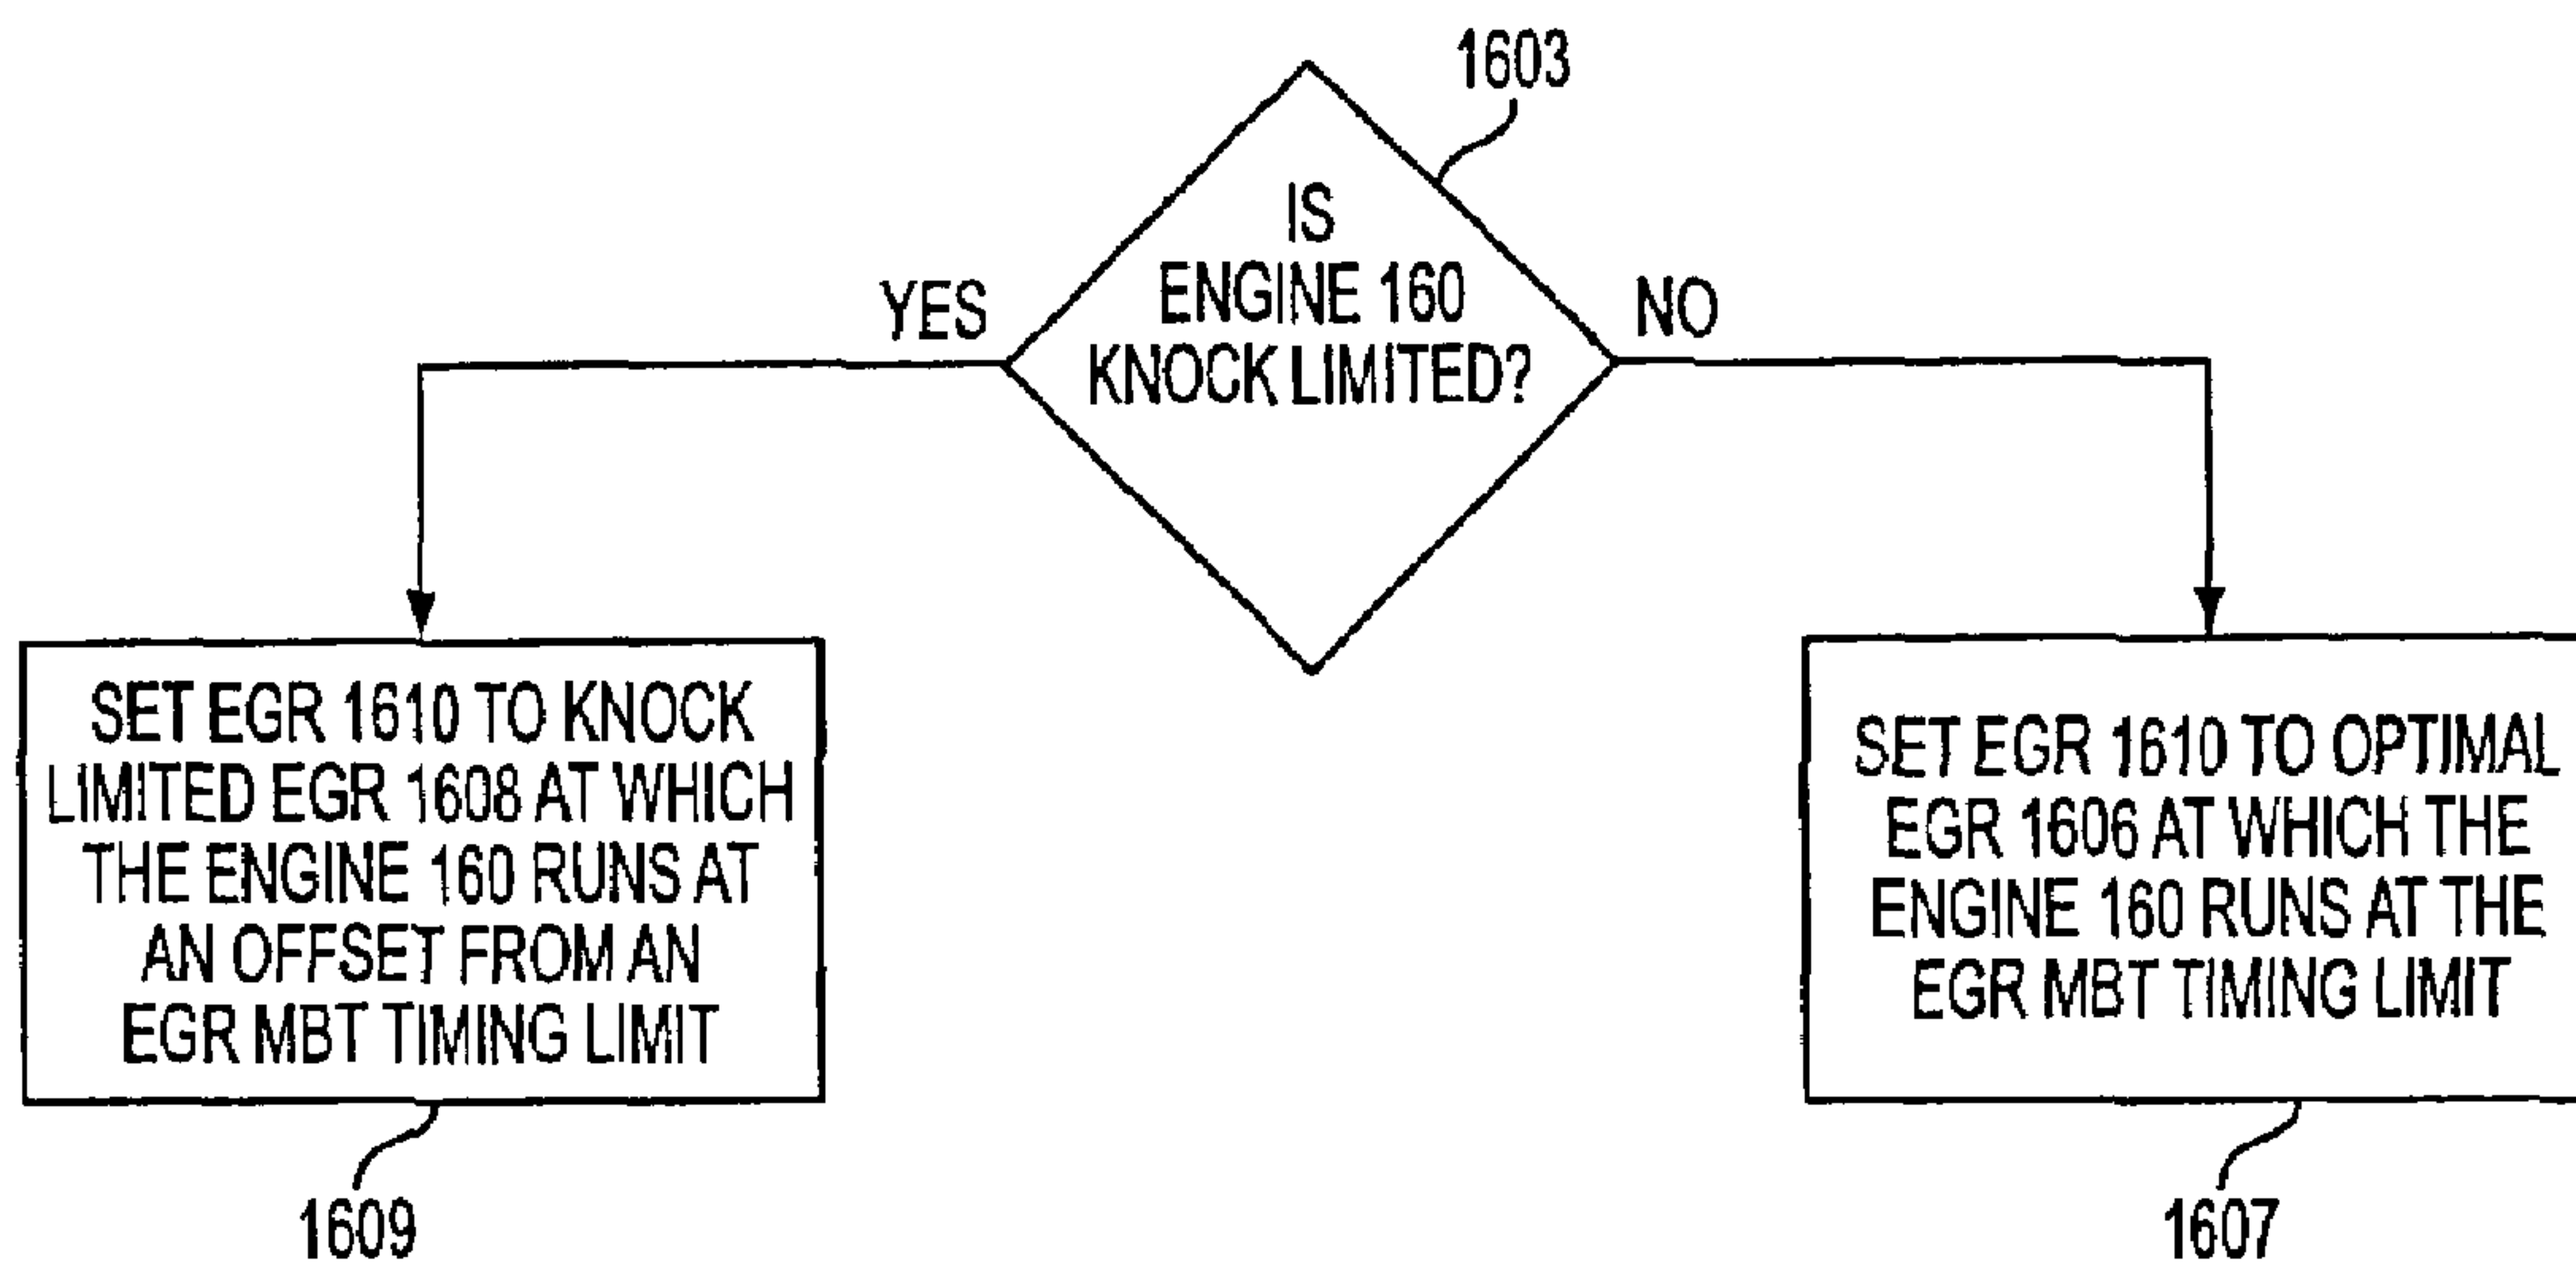 1603
IS
ENGINE 160
KNOCK LIMITED?
YES
NO
SET EGR 1610 TO KNOCK
LIMITED EGR 1608 AT WHICH
THE ENGINE 160 RUNS AT
AN OFFSET FROM AN
EGR MBT TIMING LIMIT
1609
SET EGR 1610 TO OPTIMAL
EGR 1606 AT WHICH THE
ENGINE 160 RUNS AT THE
EGR MBT TIMING LIMIT
1607